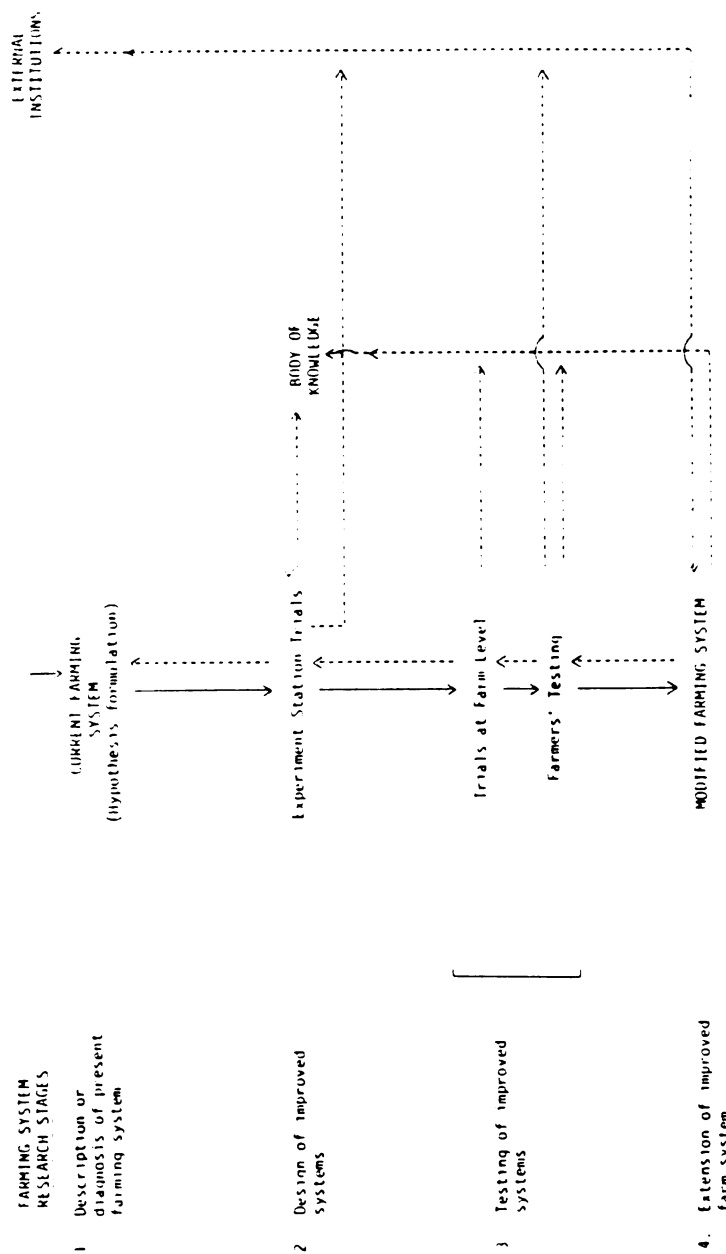 FARMING SYSTEM
RESEARCH STAGES
1 Description or
diagnosis of present
farming system
2 Design of improved
systems
3 Testing of improved
systems
4. Extension of improved
farm system
CURRENT FARMING
SYSTEM
(Hypothesis formulation)
Experiment Station Trials
Trials at Farm Level
Farmers' Testing
MODIFIED FARMING SYSTEM
BODY OF
KNOWLEDGE
EXTERNAL
INSTITUTIONS